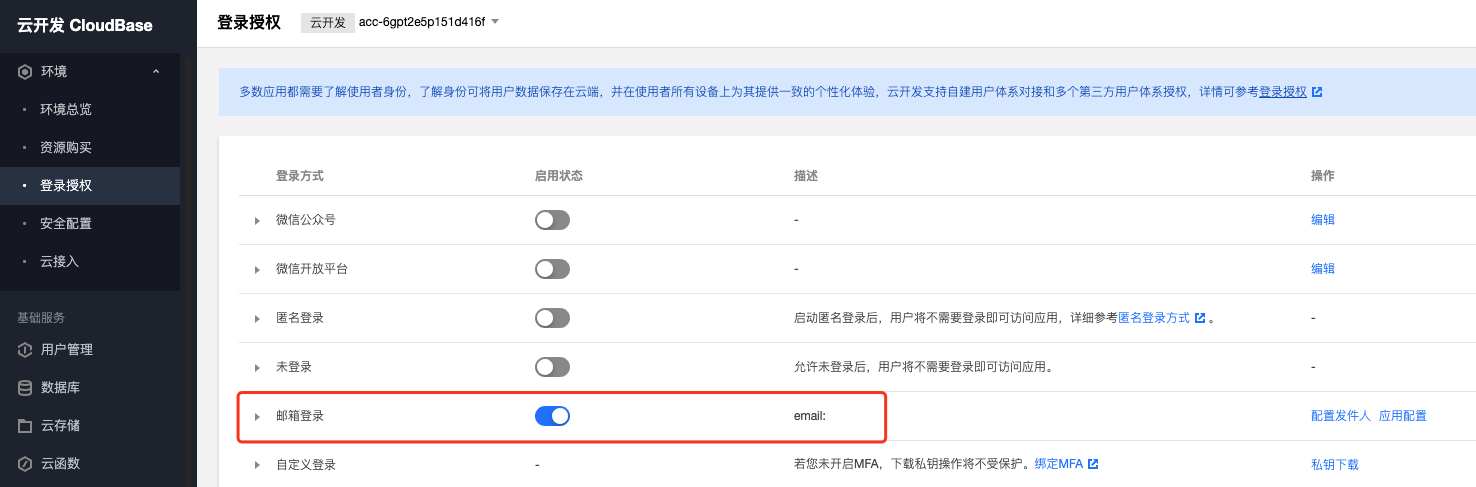 云开发 CloudBase
登录授权 云开发 acc-6gpt2e5p151d416f
环境
环境总览
资源购买
登录授权
安全配置
云接入
基础服务
用户管理
数据库
云存储
云函数
多数应用都需要了解使用者身份，了解身份可将用户数据保存在云端，并在使用者所有设备上为其提供一致的个性化体验，云开发支持自建用户体系对接和多个第三方用户体系授权，详情可参考登录授权
登录方式 启用状态 描述 操作
微信公众号 - 编辑
微信开放平台 - 编辑
匿名登录 启动匿名登录后，用户将不需要登录即可访问应用，详细参考匿名登录方式 。 -
未登录 允许未登录后，用户将不需要登录即可访问应用。 -
邮箱登录 email: 配置发件人 应用配置
自定义登录 - 若您未开启MFA，下载私钥操作将不受保护。绑定MFA 私钥下载